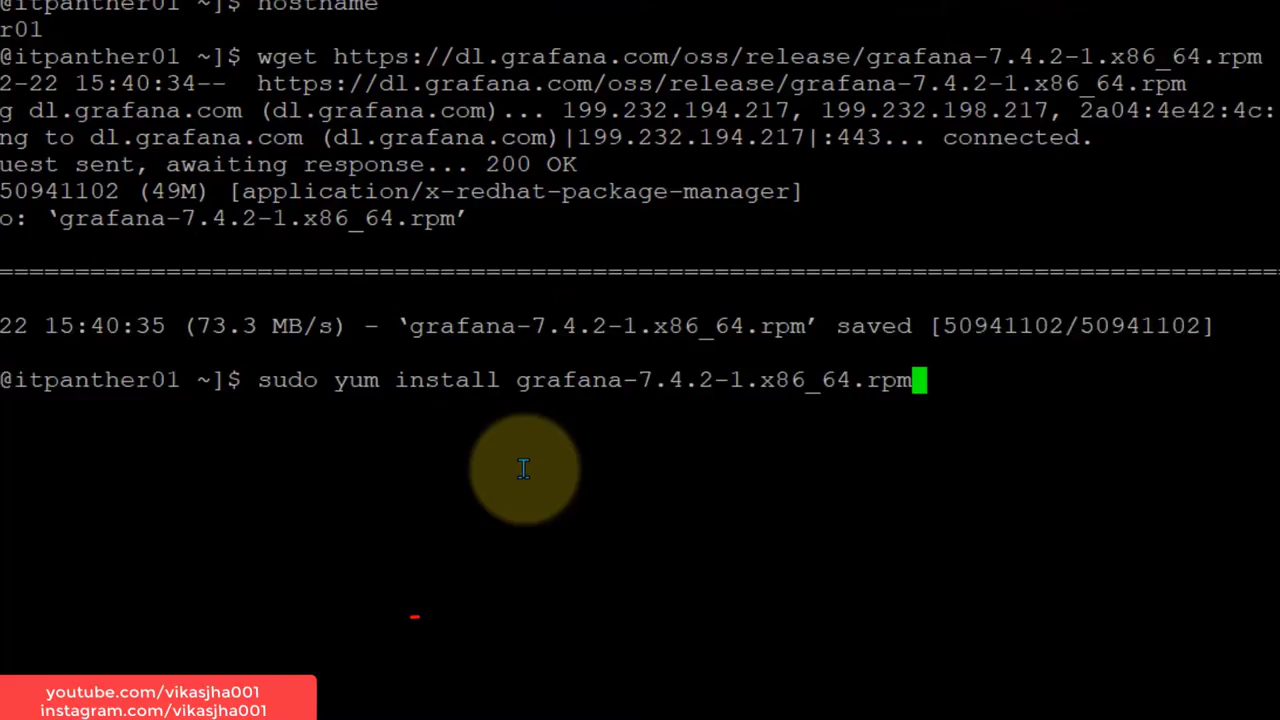 @itpanther01 ~]$ hostname
r01
@itpanther01 ~]$ wget https://dl.grafana.com/oss/release/grafana-7.4.2-1.x86_64.rpm
2-22 15:40:34--  https://dl.grafana.com/oss/release/grafana-7.4.2-1.x86_64.rpm
g dl.grafana.com (dl.grafana.com)... 199.232.194.217, 199.232.198.217, 2a04:4e42:4c:
ng to dl.grafana.com (dl.grafana.com)|199.232.194.217|:443... connected.
uest sent, awaiting response... 200 OK
50941102 (49M) [application/x-redhat-package-manager]
o: ‘grafana-7.4.2-1.x86_64.rpm’
====================================================================================
22 15:40:35 (73.3 MB/s) - ‘grafana-7.4.2-1.x86_64.rpm’ saved [50941102/50941102]
@itpanther01 ~]$ sudo yum install grafana-7.4.2-1.x86_64.rpm
youtube.com/vikasjha001
instagram.com/vikasjha001